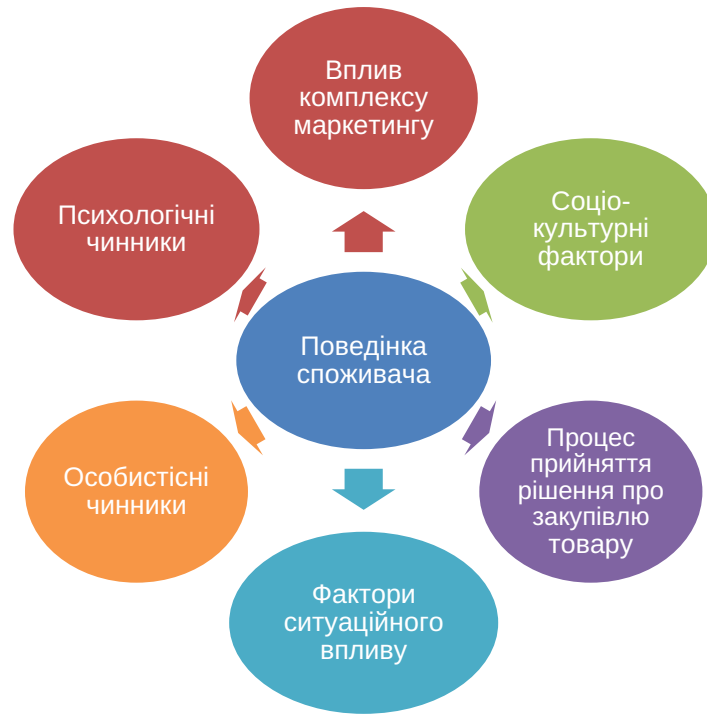 Вплив
комплексу
маркетингу
Психологічні
чинники
Соціо-
культурні
фактори
Поведінка
споживача
Особистісні
чинники
Процес
прийняття
рішення про
закупівлю
товару
Фактори
ситуаційного
впливу